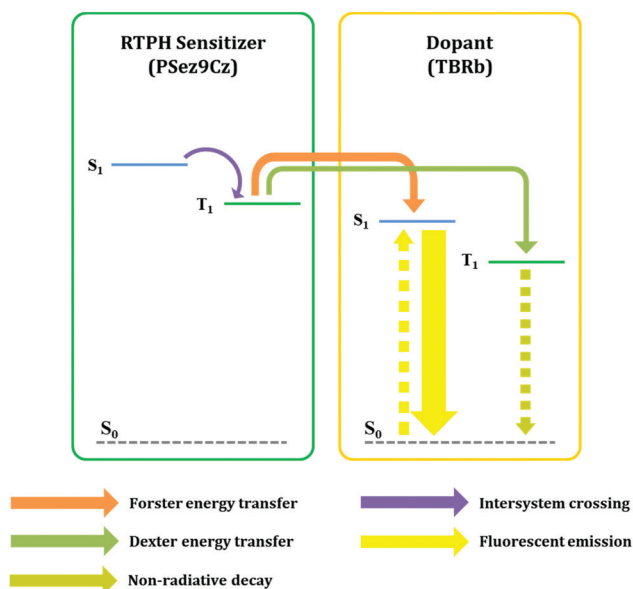 RTPH Sensitizer
(PSez9Cz)
Dopant
(TBRb)
S₁
T₁
S₁
T₁
S₀
S₀
Forster energy transfer
Intersystem crossing
Dexter energy transfer
Fluorescent emission
Non-radiative decay